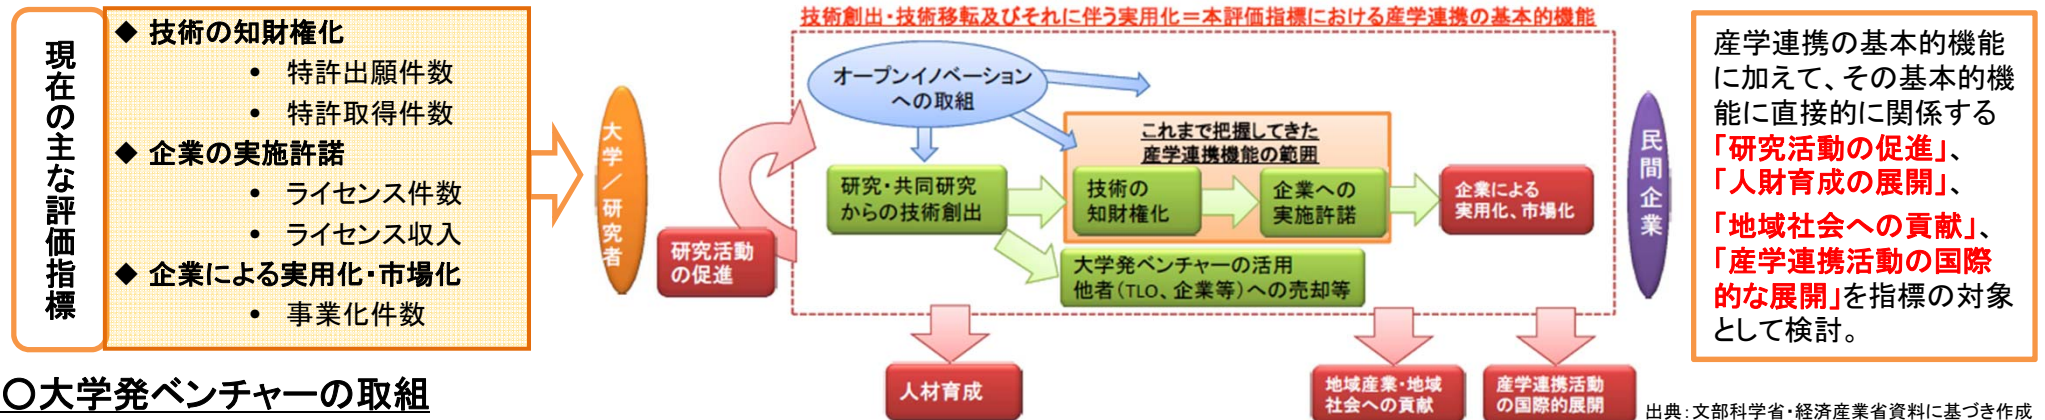 現在の主な評価指標
◆ 技術の知財権化
• 特許出願件数
• 特許取得件数
◆ 企業の実施許諾
• ライセンス件数
• ライセンス収入
◆ 企業による実用化・市場化
• 事業化件数
大学／研究者
技術創出・技術移転及びそれに伴う実用化＝本評価指標における産学連携の基本的機能
オープンイノベーション
への取組
これまで把握してきた
産学連携機能の範囲
研究・共同研究
からの技術創出
技術の
知財権化
企業への
実施許諾
企業による
実用化、市場化
研究活動
の促進
大学発ベンチャーの活用
他者(TLO、企業等)への売却等
人材育成
地域産業・地域
社会への貢献
産学連携活動
の国際的展開
民間企業
産学連携の基本的機能
に加えて、その基本的機
能に直接的に関係する
「研究活動の促進」、
「人財育成の展開」、
「地域社会への貢献」、
「産学連携活動の国際
的な展開」を指標の対象
として検討。
〇大学発ベンチャーの取組
出典：文部科学省・経済産業省資料に基づき作成